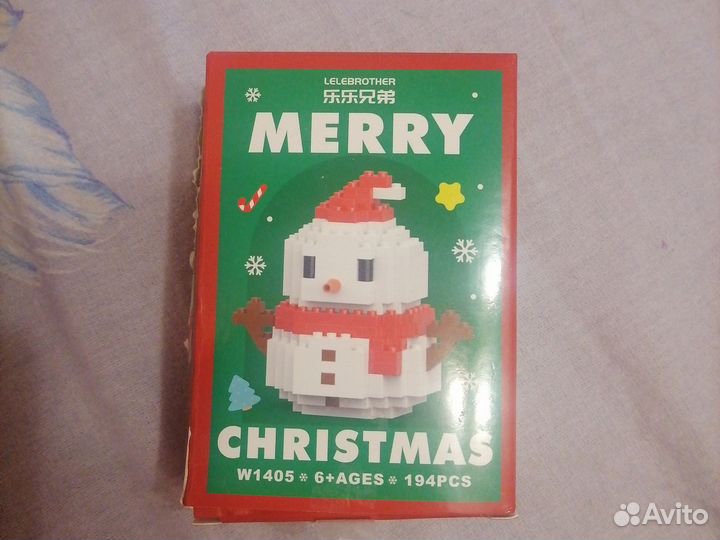 LELEBROTHER
乐乐兄弟
MERRY
CHRISTMAS
W1405 * 6+AGES * 194PCS
Avito